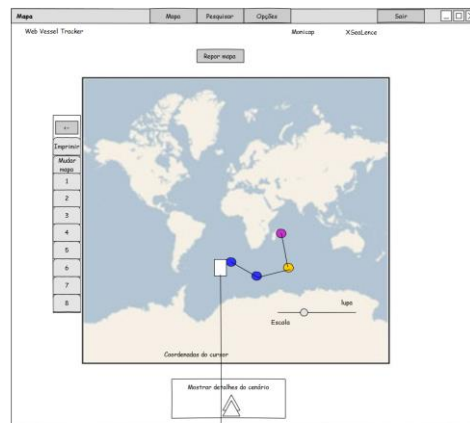 Mapa
Mapa Pesquisar Opções Sair
Web Vessel Tracker
Monicap XSeaLence
Repor mapa
Imprimir
Mudar
mapa
1
2
3
4
5
6
7
8
lupa
Escala
Coordenadas do cursor
Mostrar detalhes do cenário